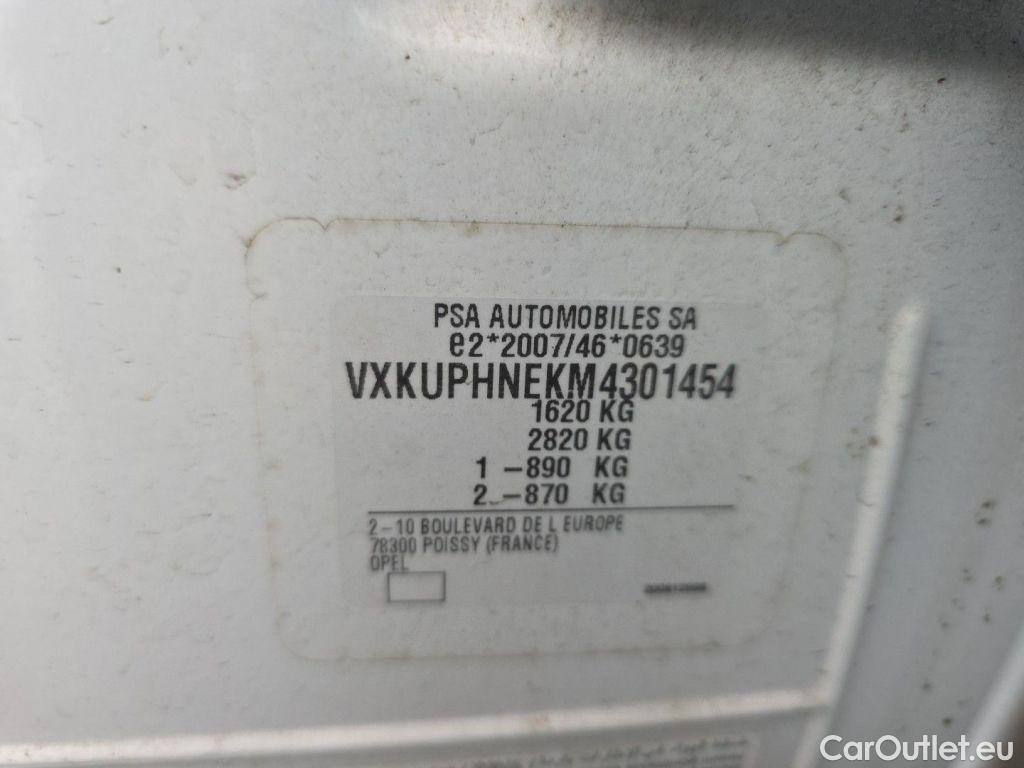 PSA AUTOMOBILES SA
e2*2007/46*0639
VXKUPHNEKM4301454
1620 KG
2820 KG
1 -890 KG
2 -870 KG
2-10 BOULEVARD DE L EUROPE
78300 POISSY (FRANCE)
OPEL
CarOutlet.eu